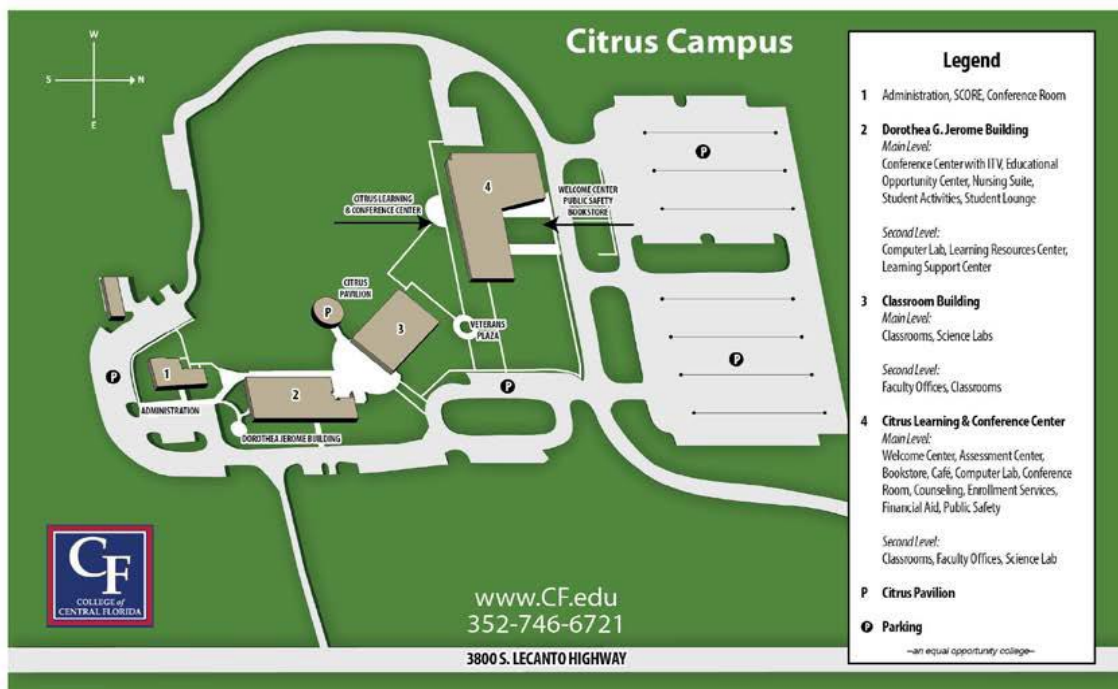 Citrus Campus
W
S
N
E
P
4
CITRUS LEARNING
& CONFERENCE CENTER
WELCOME CENTER
PUBLIC SAFETY
BOOKSTORE
CITRUS
PAVILION
P
3
VETERANS
PLAZA
P
P
1
P
2
ADMINISTRATION
DOROTHEA JEROME BUILDING
CF
COLLEGE of
CENTRAL FLORIDA
www.CF.edu
352-746-6721
3800 S. LECANTO HIGHWAY
Legend
1 Administration, SCORE, Conference Room
2 Dorothea G. Jerome Building
Main Level:
Conference Center with ITV, Educational
Opportunity Center, Nursing Suite,
Student Activities, Student Lounge
Second Level:
Computer Lab, Learning Resources Center,
Learning Support Center
3 Classroom Building
Main Level:
Classrooms, Science Labs
Second Level:
Faculty Offices, Classrooms
4 Citrus Learning & Conference Center
Main Level:
Welcome Center, Assessment Center,
Bookstore, Café, Computer Lab, Conference
Room, Counseling, Enrollment Services,
Financial Aid, Public Safety
Second Level:
Classrooms, Faculty Offices, Science Lab
P Citrus Pavilion
P Parking
–an equal opportunity college–